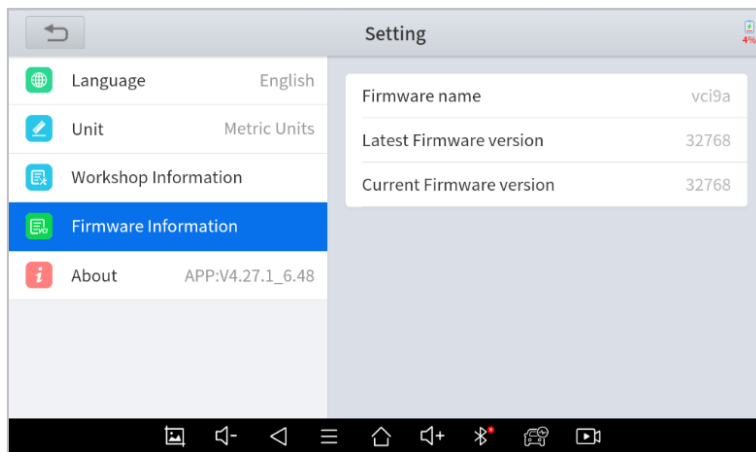 Setting
4%
Language English
Unit Metric Units
Workshop Information
Firmware Information
About APP:V4.27.1_6.48
Firmware name vci9a
Latest Firmware version 32768
Current Firmware version 32768